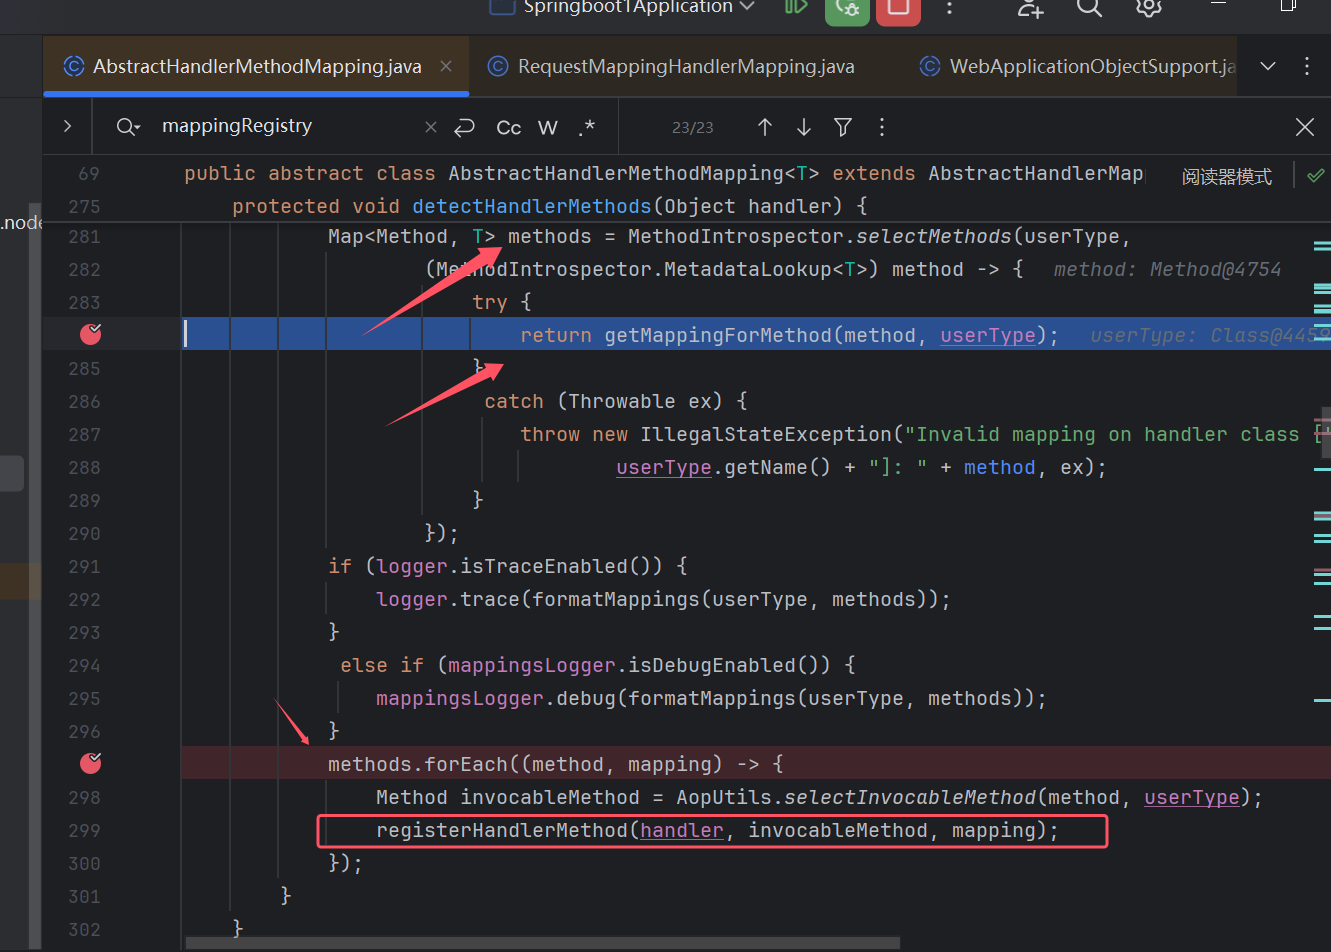 Springboot1Application
AbstractHandlerMethodMapping.java
RequestMappingHandlerMapping.java
WebApplicationObjectSupport.ja
mappingRegistry
Cc W .*
23/23
69 public abstract class AbstractHandlerMethodMapping<T> extends AbstractHandlerMap
阅读器模式
275 protected void detectHandlerMethods(Object handler) {
.node
281 Map<Method, T> methods = MethodIntrospector.selectMethods(userType,
282 (MethodIntrospector.MetadataLookup<T>) method -> { method: Method@4754
283 try {
return getMappingForMethod(method, userType); userType: Class@4459
285 }
286 catch (Throwable ex) {
287 throw new IllegalStateException("Invalid mapping on handler class [
288 userType.getName() + "]: " + method, ex);
289 }
290 });
291 if (logger.isTraceEnabled()) {
292 logger.trace(formatMappings(userType, methods));
293 }
294 else if (mappingsLogger.isDebugEnabled()) {
295 mappingsLogger.debug(formatMappings(userType, methods));
296 }
methods.forEach((method, mapping) -> {
298 Method invocableMethod = AopUtils.selectInvocableMethod(method, userType);
299 registerHandlerMethod(handler, invocableMethod, mapping);
300 });
301 }
302 }